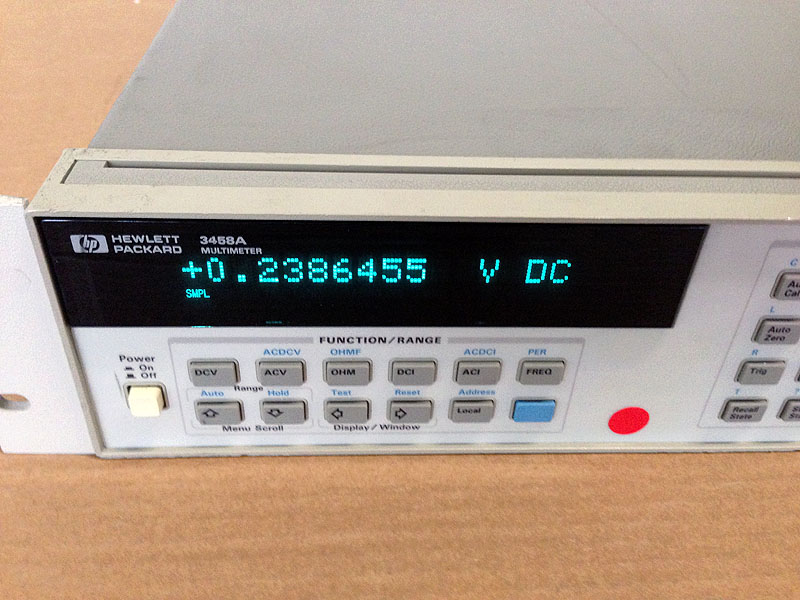 hp HEWLETT PACKARD 3458A MULTIMETER
+0.2386455 V DC
SMPL
FUNCTION/RANGE
Power
On
Off
ACDCV OHMF ACDCI PER
DCV ACV OHM DCI ACI FREQ
Range
Auto Hold Test Reset Address
Local
Menu Scroll Display/Window
C
L
Auto Zero
R
Trig
T
Recall State